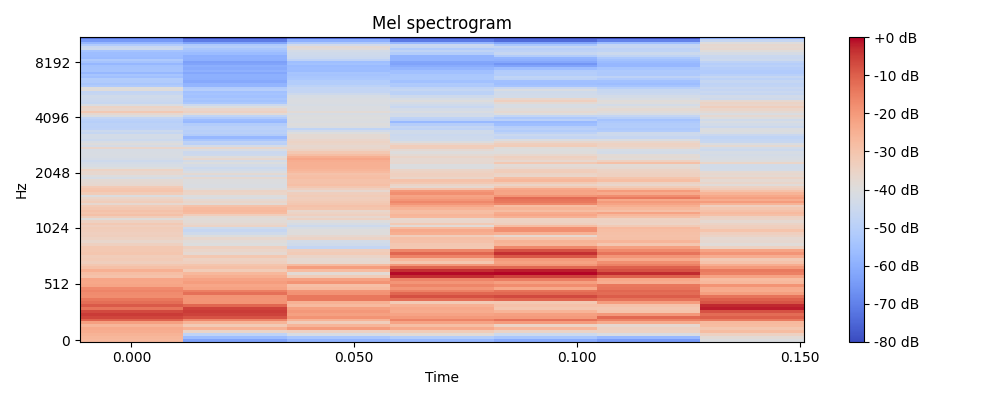 Mel spectrogram
Hz
8192
4096
2048
1024
512
0
0.000
0.050
0.100
0.150
Time
+0 dB
-10 dB
-20 dB
-30 dB
-40 dB
-50 dB
-60 dB
-70 dB
-80 dB